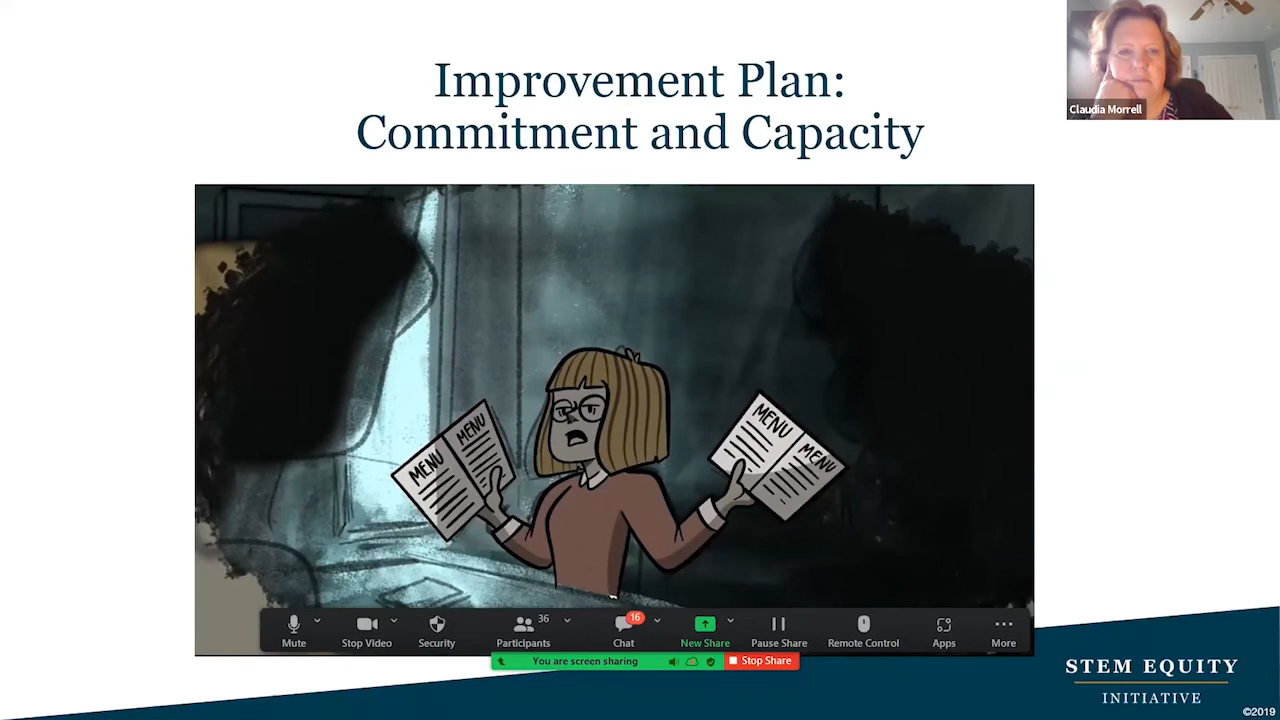 Improvement Plan:
Commitment and Capacity
Claudia Morrell
MENU MENU
MENU MENU
Mute
Stop Video
Security
Participants 36
Chat 16
New Share
Pause Share
Remote Control
Apps
More
You are screen sharing
Stop Share
STEM EQUITY
INITIATIVE
©2019